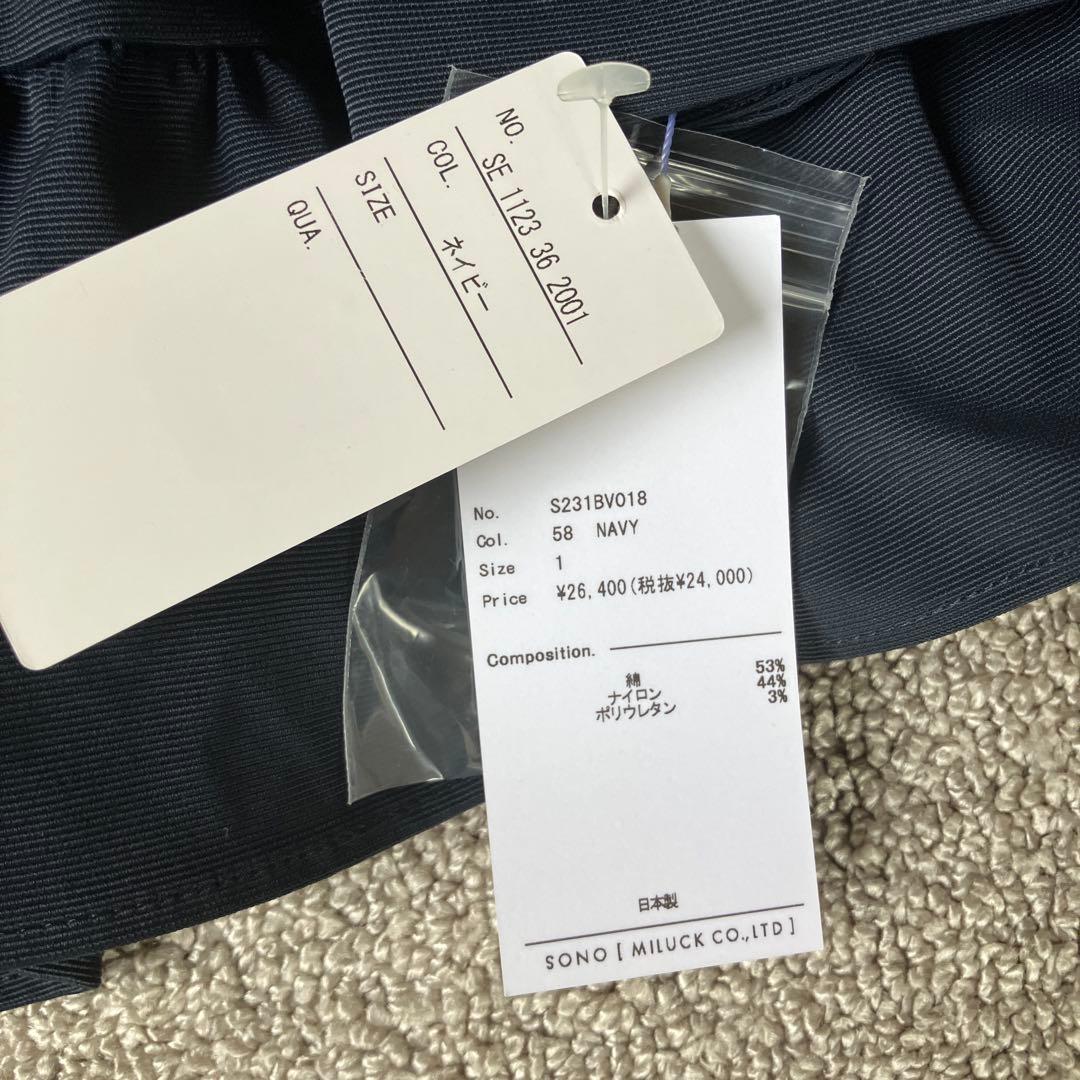 NO. SE 1123 36 2001
COL. ネイビー
SIZE
QUA.
No. S231BV018
Col. 58 NAVY
Size 1
Price ¥26,400(税抜¥24,000)
Composition.
綿 53%
ナイロン 44%
ポリウレタン 3%
日本製
SONO [ MILUCK CO.,LTD ]